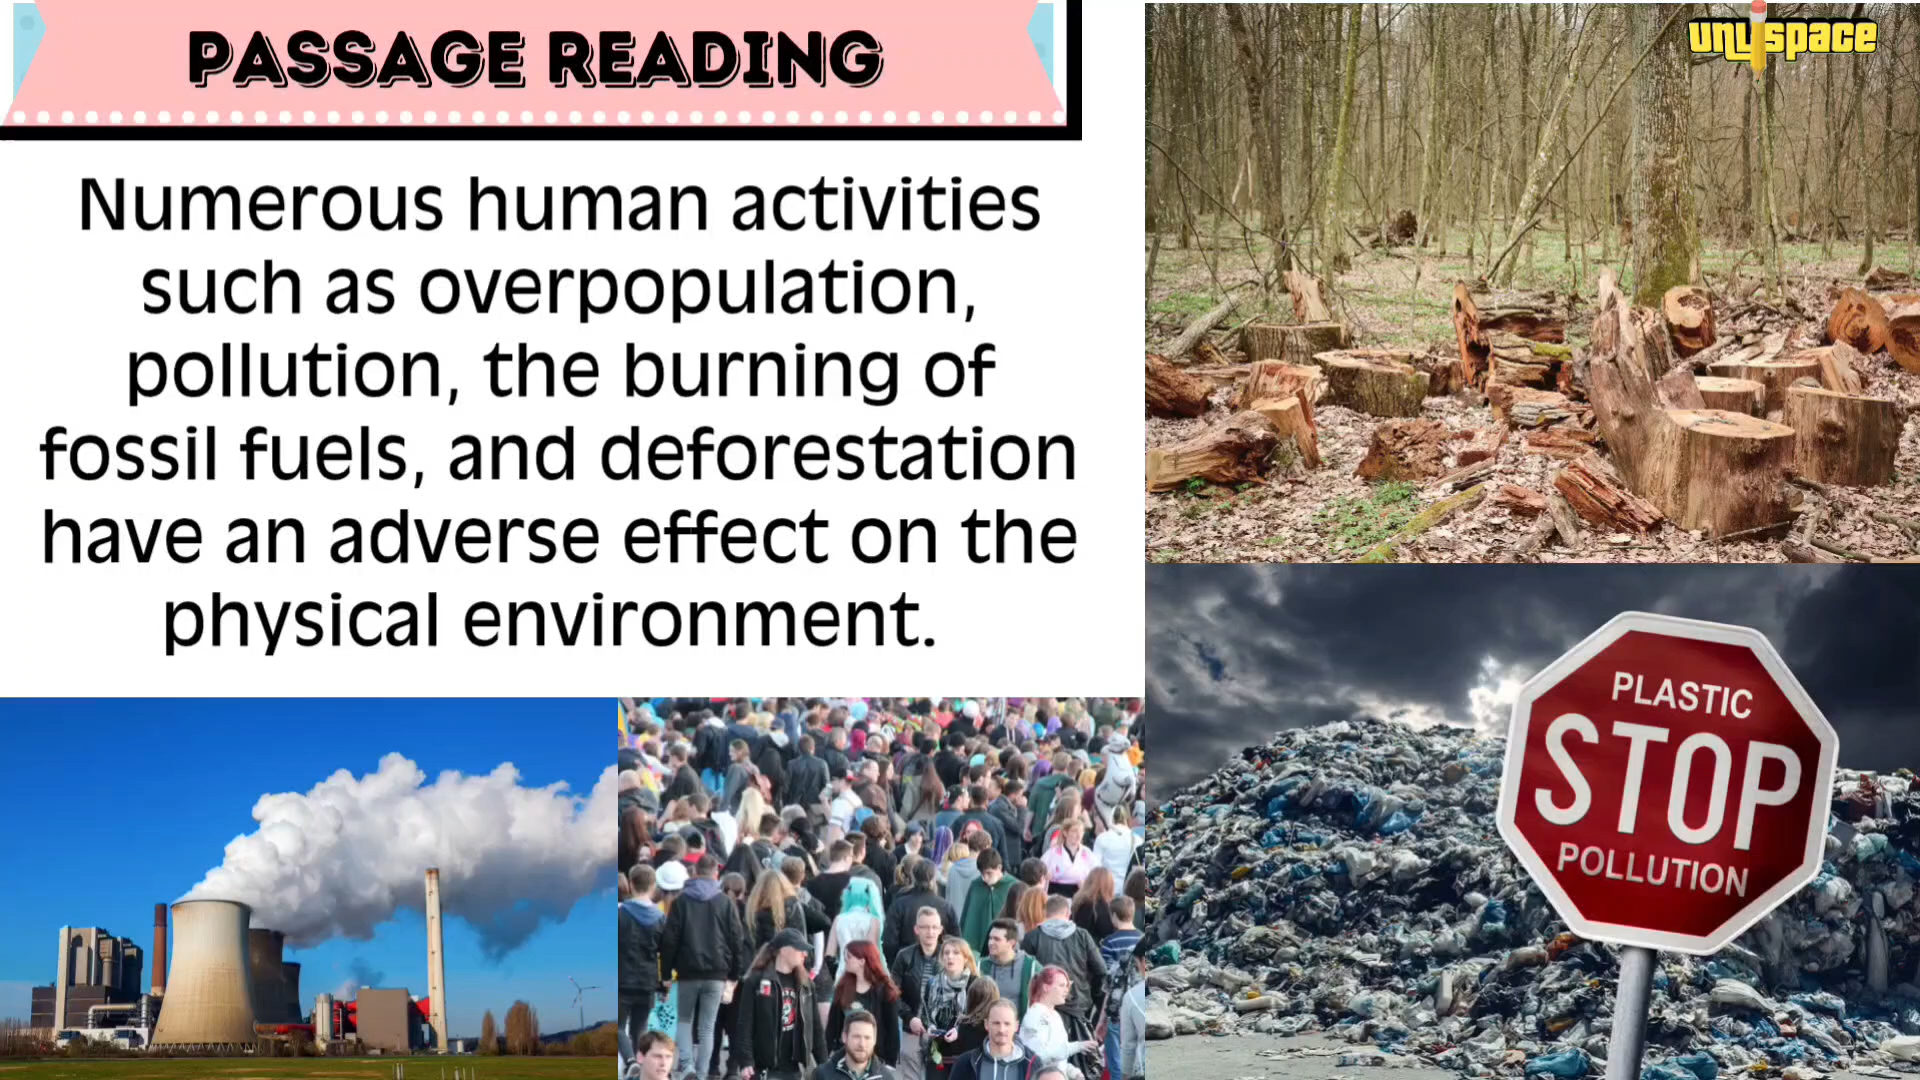 PASSAGE READING
unyspace
Numerous human activities
such as overpopulation,
pollution, the burning of
fossil fuels, and deforestation
have an adverse effect on the
physical environment.
PLASTIC
STOP
POLLUTION